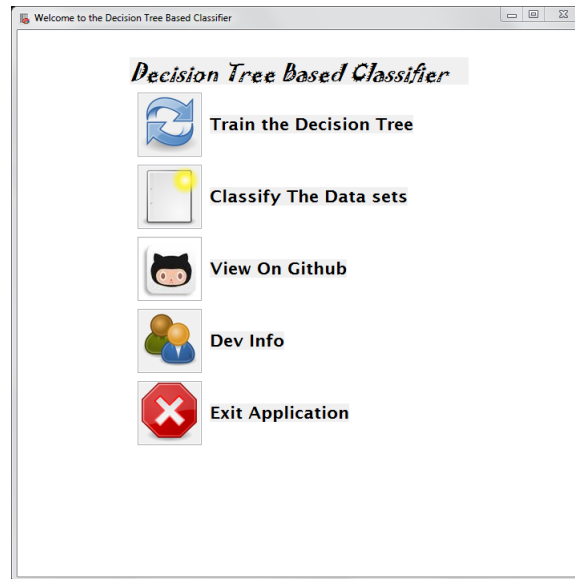 Welcome to the Decision Tree Based Classifier
Decision Tree Based Classifier
Train the Decision Tree
Classify The Data sets
View On Github
Dev Info
Exit Application